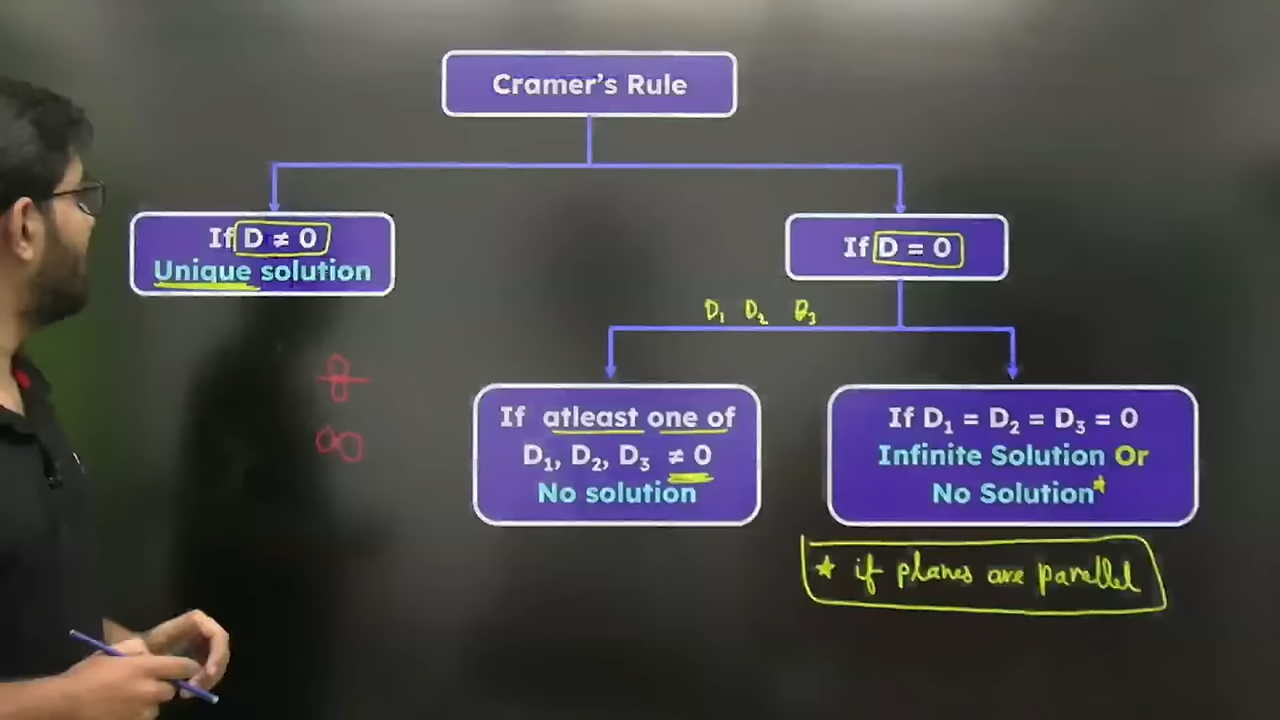 Cramer's Rule
If D ≠ 0
Unique solution
If D = 0
D₁ D₂ D₃
If atleast one of
D₁, D₂, D₃ ≠ 0
No solution
If D₁ = D₂ = D₃ = 0
Infinite Solution Or
No Solution*
* if planes are parellel